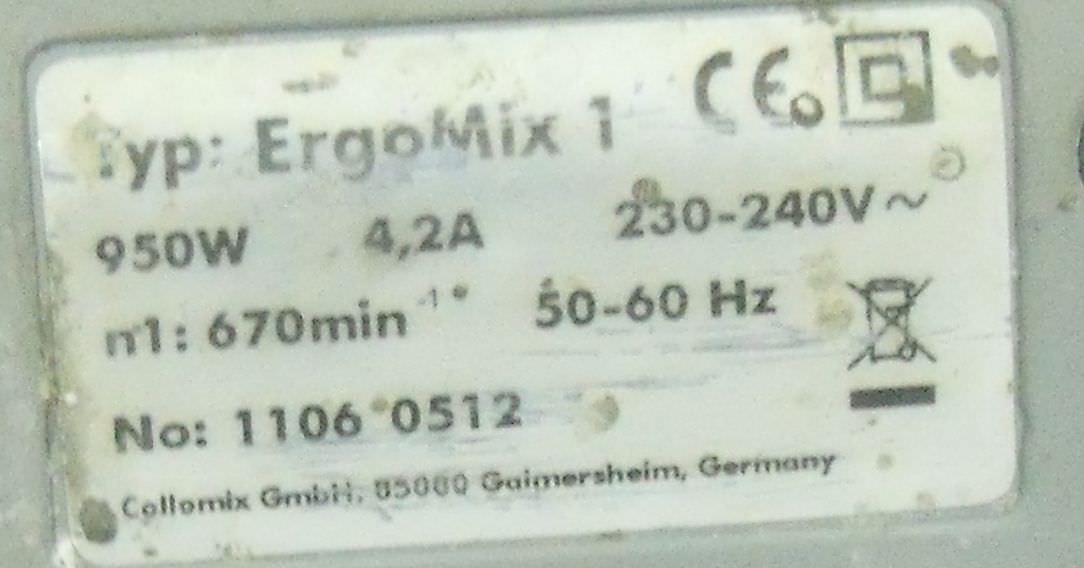 Typ: ErgoMix 1 CE
950W 4,2A 230-240V~
n1: 670min⁻¹ 50-60 Hz
No: 1106 0512
Collomix GmbH, Gaimersheim, Germany